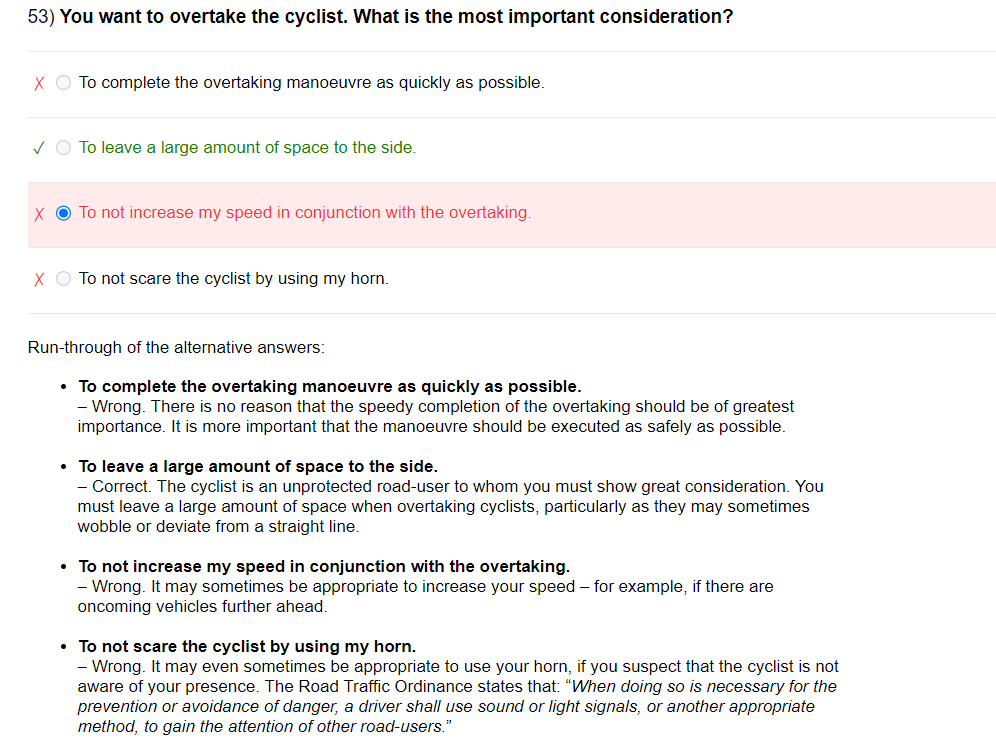 53) You want to overtake the cyclist. What is the most important consideration?
To complete the overtaking manoeuvre as quickly as possible.
To leave a large amount of space to the side.
To not increase my speed in conjunction with the overtaking.
To not scare the cyclist by using my horn.
Run-through of the alternative answers:
• To complete the overtaking manoeuvre as quickly as possible.
– Wrong. There is no reason that the speedy completion of the overtaking should be of greatest
importance. It is more important that the manoeuvre should be executed as safely as possible.
• To leave a large amount of space to the side.
– Correct. The cyclist is an unprotected road-user to whom you must show great consideration. You
must leave a large amount of space when overtaking cyclists, particularly as they may sometimes
wobble or deviate from a straight line.
• To not increase my speed in conjunction with the overtaking.
– Wrong. It may sometimes be appropriate to increase your speed – for example, if there are
oncoming vehicles further ahead.
• To not scare the cyclist by using my horn.
– Wrong. It may even sometimes be appropriate to use your horn, if you suspect that the cyclist is not
aware of your presence. The Road Traffic Ordinance states that: “When doing so is necessary for the
prevention or avoidance of danger, a driver shall use sound or light signals, or another appropriate
method, to gain the attention of other road-users.”